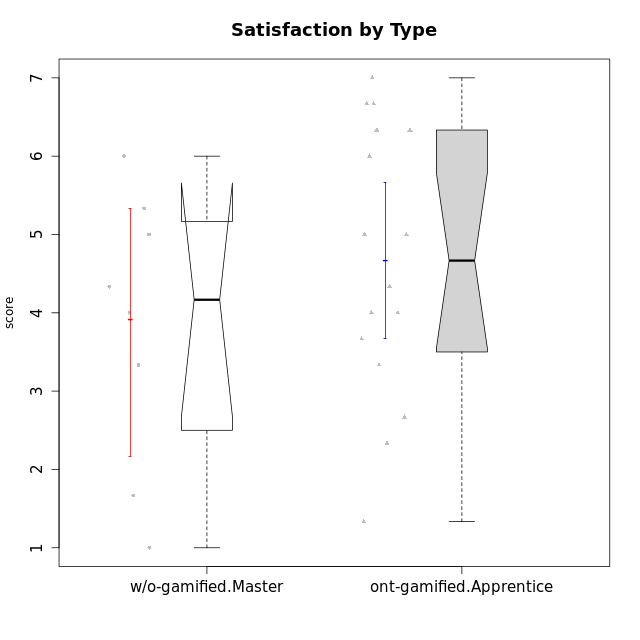 Satisfaction by Type
7
6
5
4
3
2
1
score
w/o-gamified.Master
ont-gamified.Apprentice